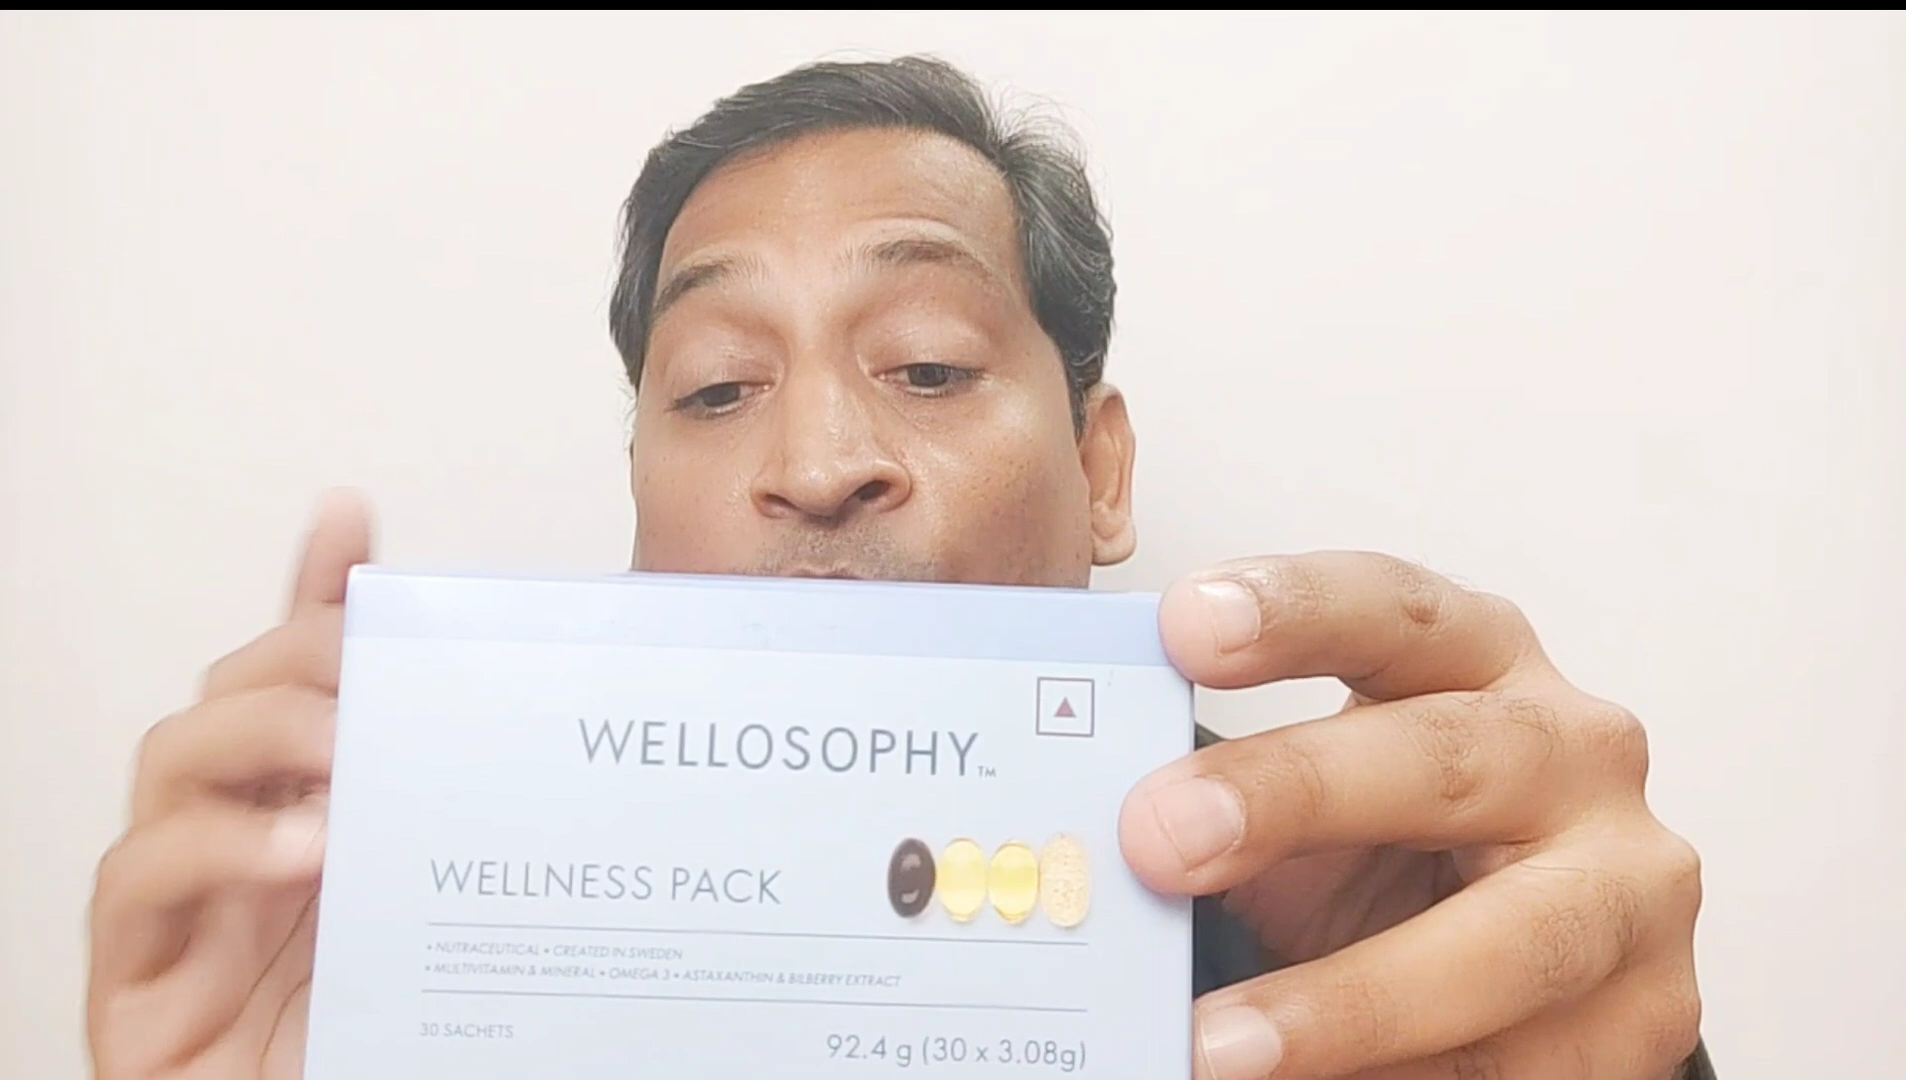 WELLOSOPHY™
WELLNESS PACK
• NUTRACEUTICAL • CREATED IN SWEDEN
• MULTIVITAMIN & MINERAL • OMEGA 3 • ASTAXANTHIN & BILBERRY EXTRACT
30 SACHETS
92.4 g (30 x 3.08g)